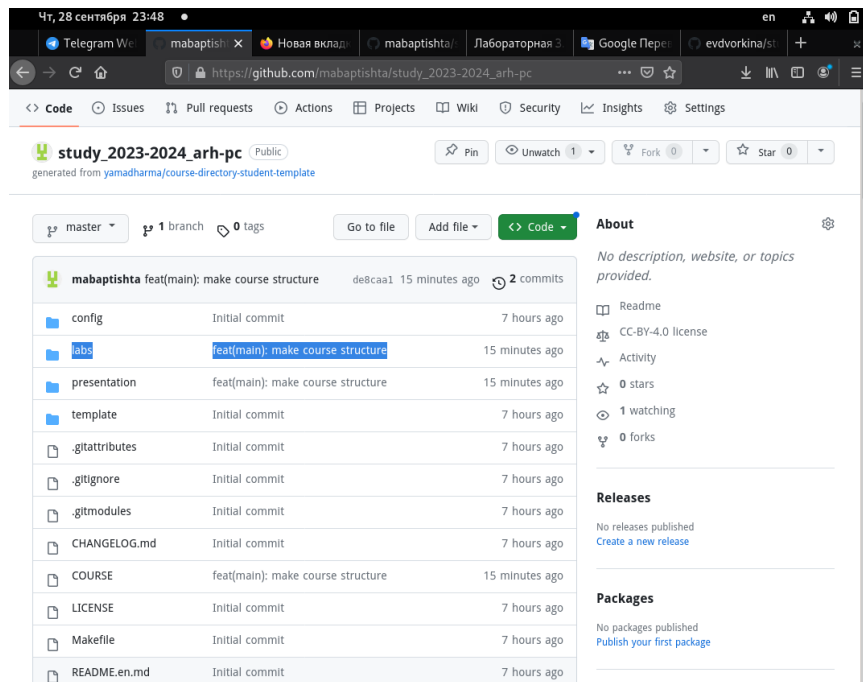 Чт, 28 сентября 23:48
en
Telegram We
mabaptisht
Новая вклад
mabaptishta/
Лабораторная 3.
Google Перев
evdvorkina/st
https://github.com/mabaptishta/study_2023-2024_arh-pc
Code Issues Pull requests Actions Projects Wiki Security Insights Settings
study_2023-2024_arh-pc Public
Pin Unwatch 1 Fork 0 Star 0
generated from yamadharma/course-directory-student-template
master 1 branch 0 tags Go to file Add file Code
mabaptishta feat(main): make course structure de8caa1 15 minutes ago 2 commits
config Initial commit 7 hours ago
labs feat(main): make course structure 15 minutes ago
presentation feat(main): make course structure 15 minutes ago
template Initial commit 7 hours ago
.gitattributes Initial commit 7 hours ago
.gitignore Initial commit 7 hours ago
.gitmodules Initial commit 7 hours ago
CHANGELOG.md Initial commit 7 hours ago
COURSE feat(main): make course structure 15 minutes ago
LICENSE Initial commit 7 hours ago
Makefile Initial commit 7 hours ago
README.en.md Initial commit 7 hours ago
About
No description, website, or topics
provided.
Readme
CC-BY-4.0 license
Activity
0 stars
1 watching
0 forks
Releases
No releases published
Create a new release
Packages
No packages published
Publish your first package